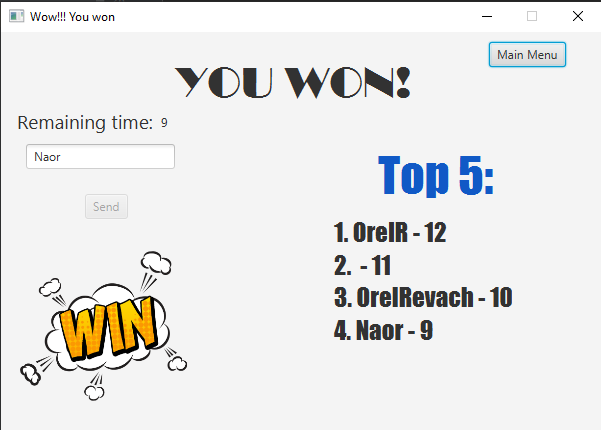 Wow!!! You won
Main Menu
YOU WON!
Remaining time: 9
Naor
Send
WIN
Top 5:
1. OrelR - 12
2.  - 11
3. OrelRevach - 10
4. Naor - 9